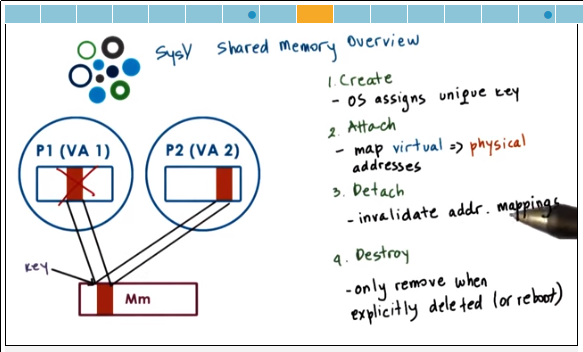 SysV Shared Memory Overview
1. Create
- OS assigns unique key
2. Attach
- map virtual => physical
addresses
3. Detach
- invalidate addr. mappings
4. Destroy
- only remove when
explicitly deleted (or reboot)
P1 (VA 1)
P2 (VA 2)
key
Mm